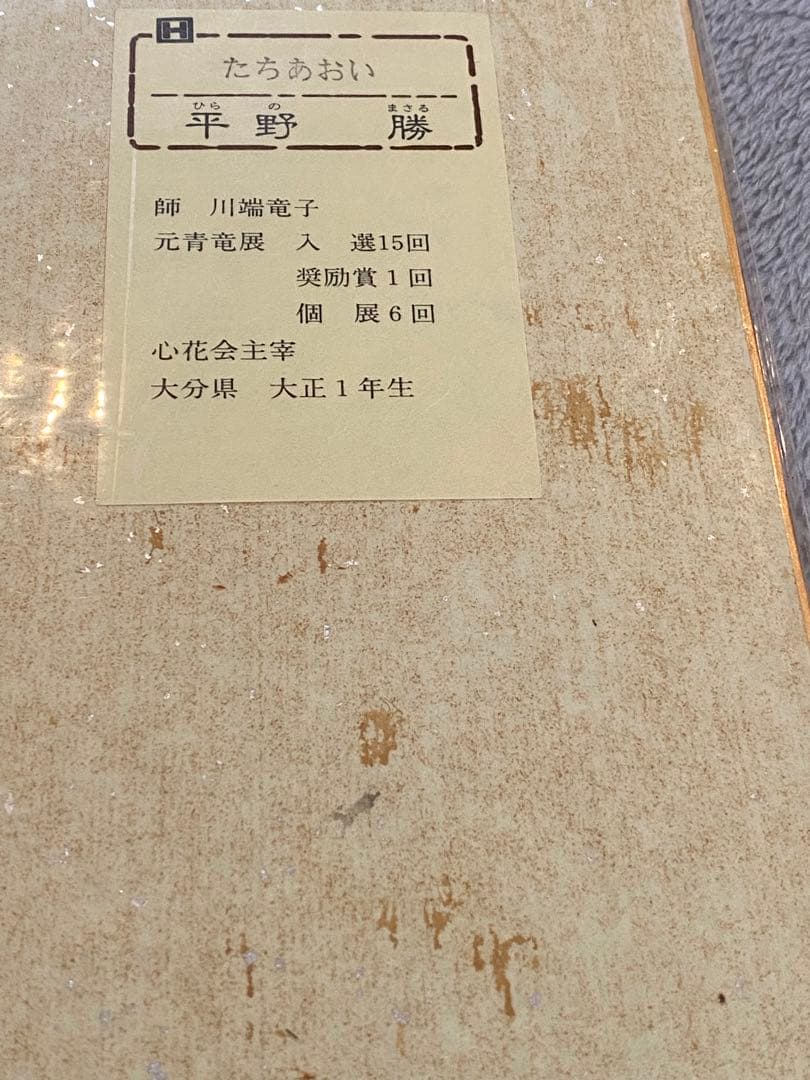 H
たちあおい
ひら の まさる
平 野 勝
師 川端竜子
元青竜展 入 選15回
奨励賞1回
個 展6回
心花会主宰
大分県 大正1年生